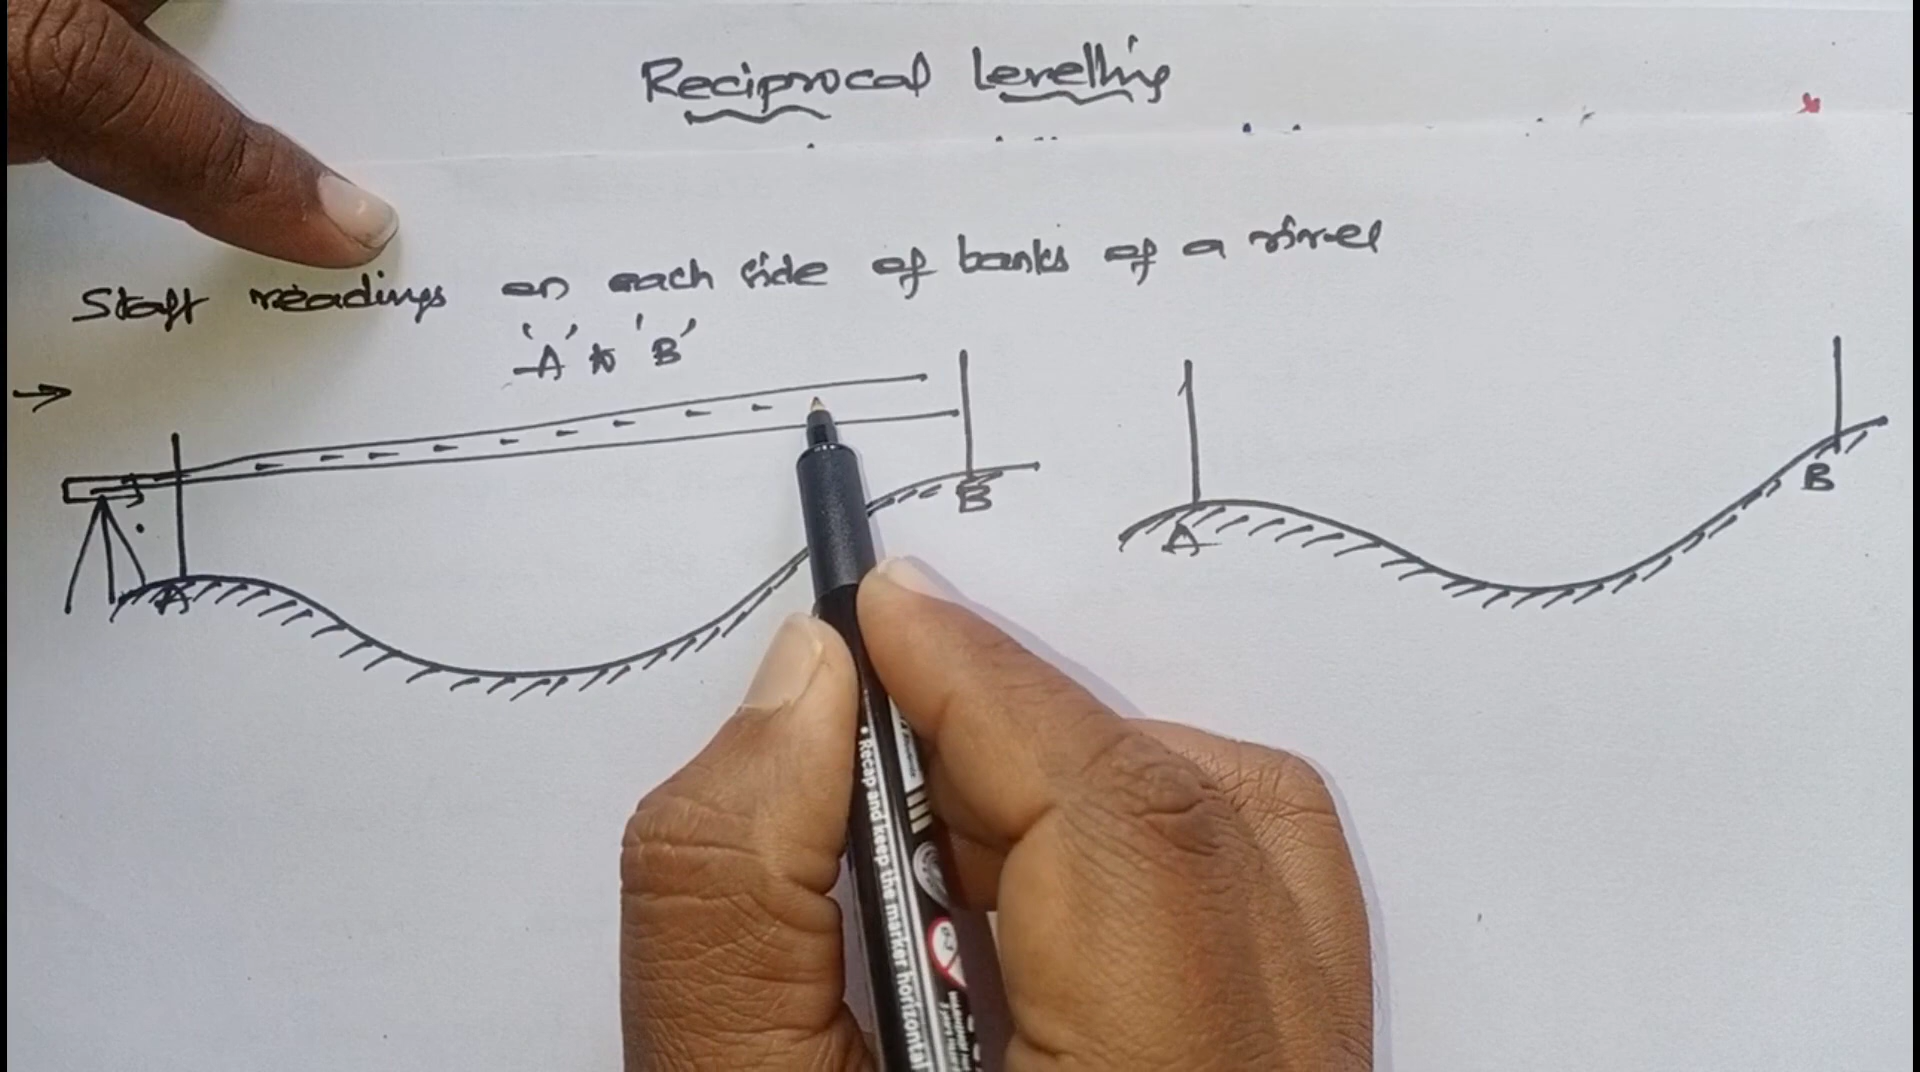 Reciprocal Levelling
Staff readings on each side of banks of a river
'A' to 'B'
A
B
A
B
• Recap and keep the marker horizontal